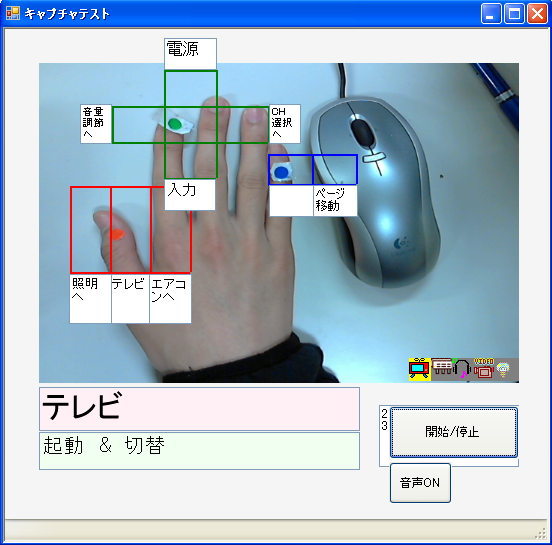 キャプチャテスト
電源
音量
調節
へ
CH
選択
へ
入力
ページ
移動
照明
へ
テレビ
エアコ
ンへ
Logitech
VIDEO
テレビ
起動 & 切替
2
3
開始/停止
音声ON